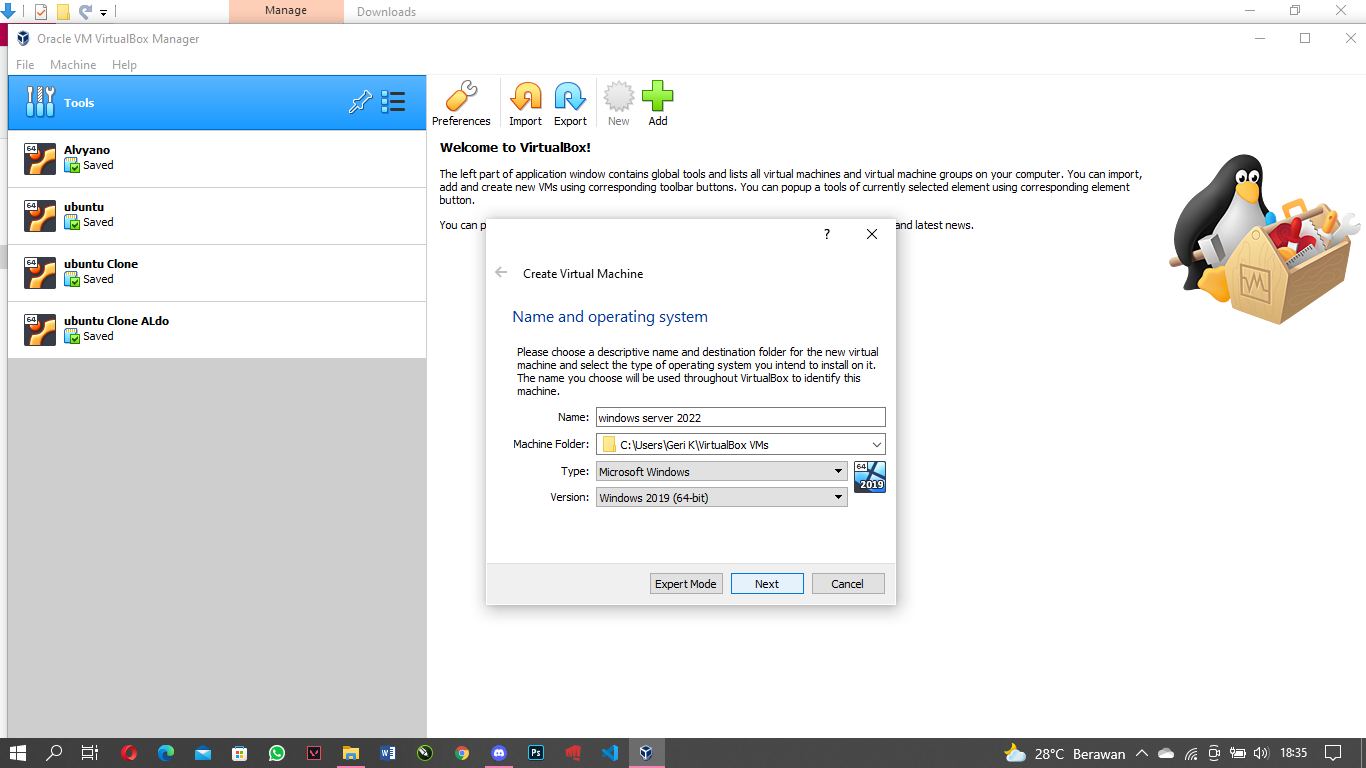 Manage
Downloads
Oracle VM VirtualBox Manager
File Machine Help
Tools
Preferences
Import
Export
New
Add
64
Alvyano
Saved
64
ubuntu
Saved
64
ubuntu Clone
Saved
64
ubuntu Clone ALdo
Saved
Welcome to VirtualBox!
The left part of application window contains global tools and lists all virtual machines and virtual machine groups on your computer. You can import,
add and create new VMs using corresponding toolbar buttons. You can popup a tools of currently selected element using corresponding element
button.
You can p
and latest news.
?
Create Virtual Machine
Name and operating system
Please choose a descriptive name and destination folder for the new virtual
machine and select the type of operating system you intend to install on it.
The name you choose will be used throughout VirtualBox to identify this
machine.
Name: windows server 2022
Machine Folder: C:\Users\Geri K\VirtualBox VMs
Type: Microsoft Windows
Version: Windows 2019 (64-bit)
64
2019
Expert Mode
Next
Cancel
W
Ps
28°C Berawan
18:35